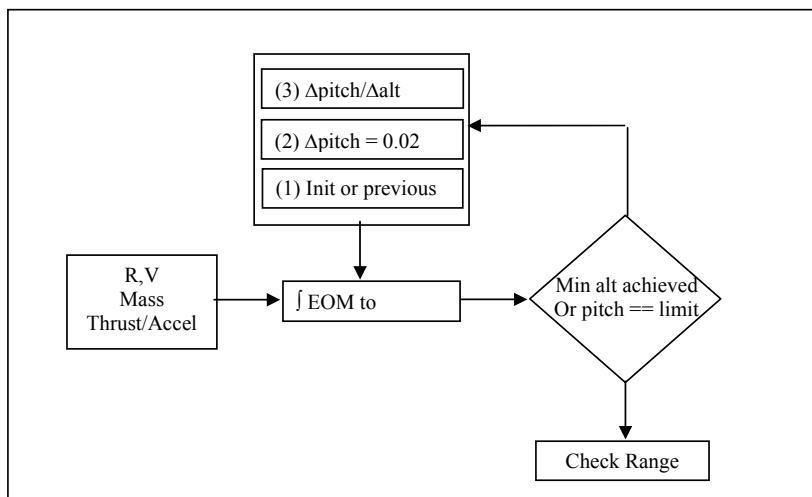 (3) Δpitch/Δalt
(2) Δpitch = 0.02
(1) Init or previous
R,V
Mass
Thrust/Accel
∫ EOM to
Min alt achieved
Or pitch == limit
Check Range